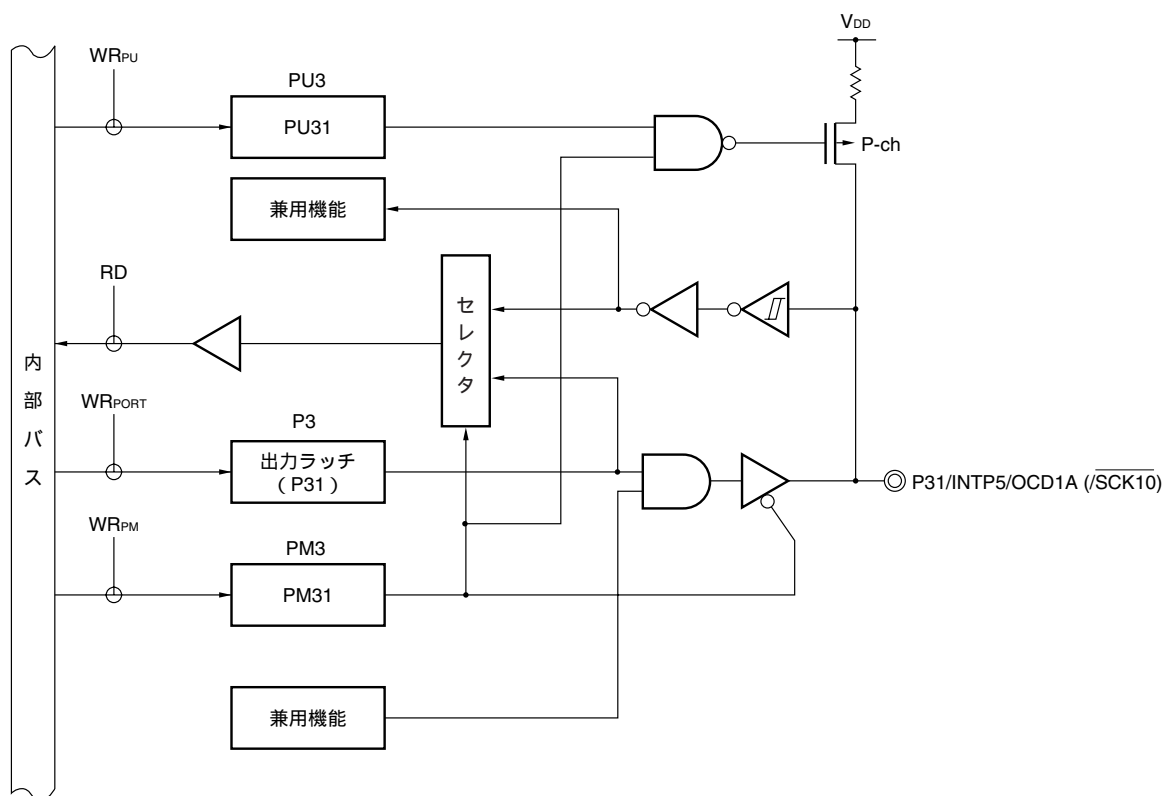 VDD
WRPU
PU3
PU31
P-ch
兼用機能
RD
セレクタ
内部バス
WRPORT
P3
出力ラッチ
(P31)
P31/INTP5/OCD1A (/SCK10)
WRPM
PM3
PM31
兼用機能